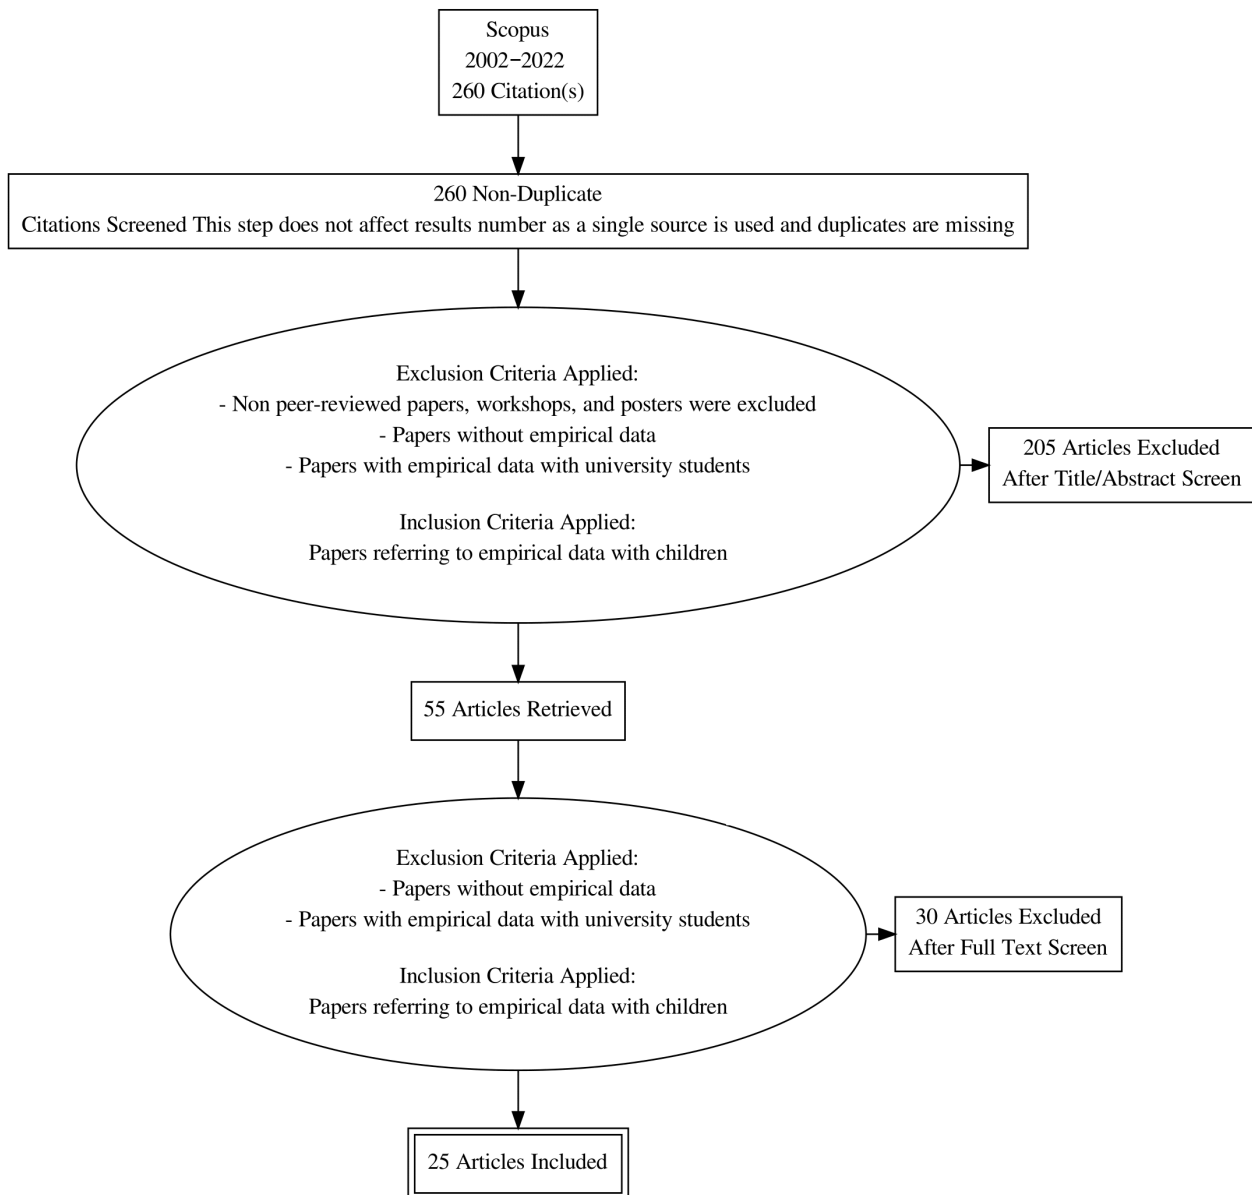 Scopus
2002−2022
260 Citation(s)
260 Non-Duplicate
Citations Screened This step does not affect results number as a single source is used and duplicates are missing
Exclusion Criteria Applied:
- Non peer-reviewed papers, workshops, and posters were excluded
- Papers without empirical data
- Papers with empirical data with university students
Inclusion Criteria Applied:
Papers referring to empirical data with children
205 Articles Excluded
After Title/Abstract Screen
55 Articles Retrieved
Exclusion Criteria Applied:
- Papers without empirical data
- Papers with empirical data with university students
Inclusion Criteria Applied:
Papers referring to empirical data with children
30 Articles Excluded
After Full Text Screen
25 Articles Included